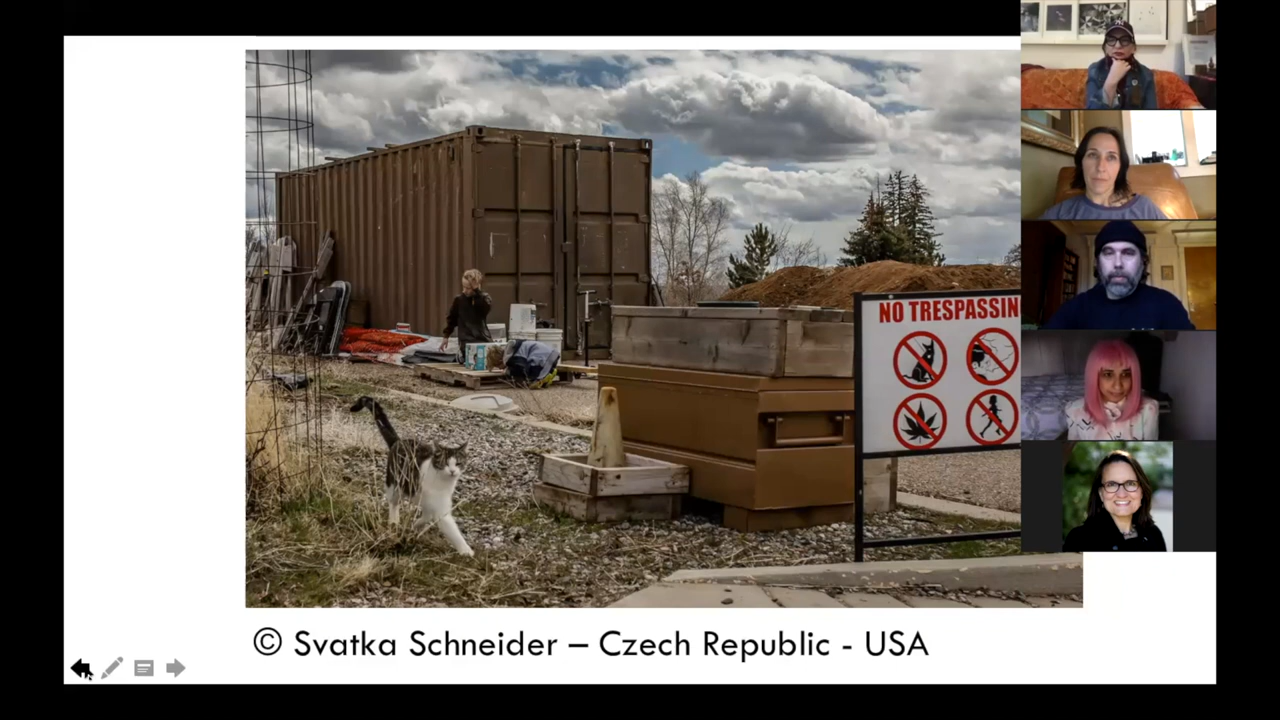 NO TRESPASSIN
© Svatka Schneider – Czech Republic - USA